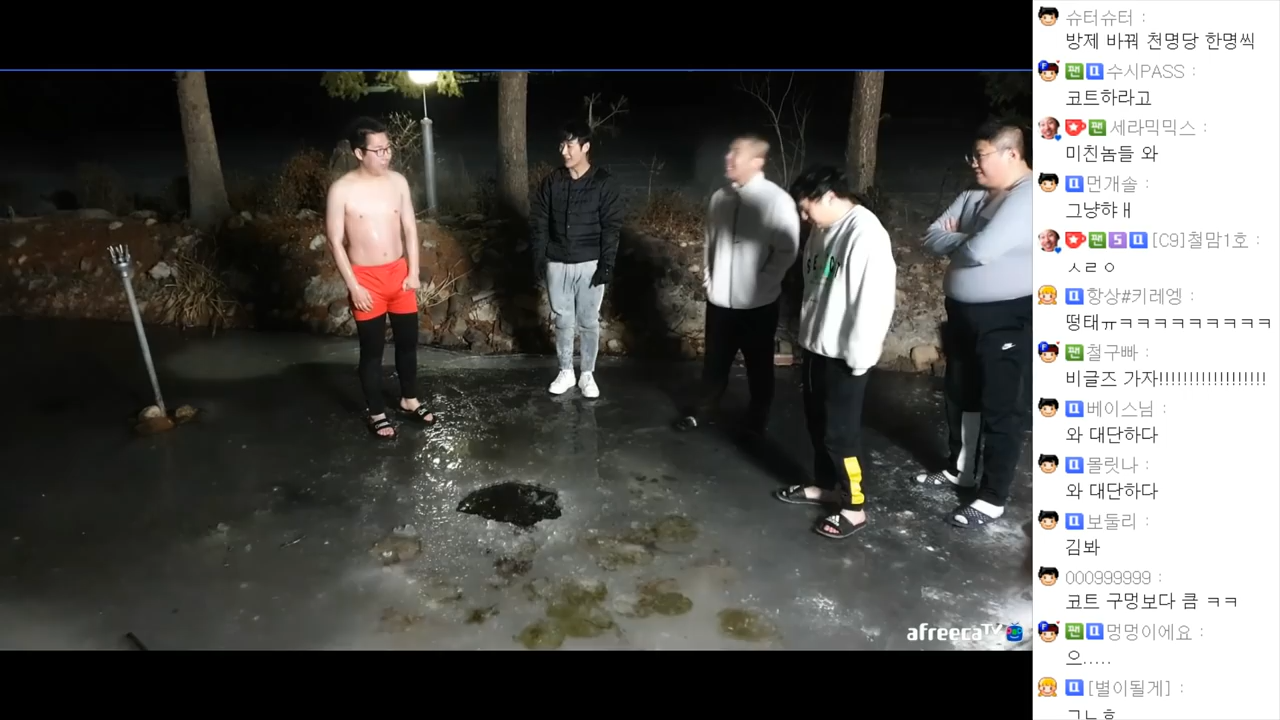 슈터슈터 :
방제 바꿔 천명당 한명씩
수시PASS :
코트하라고
세라믹믹스 :
미친놈들 와
먼개솔 :
그냥햐ㅐ
[C9]철맘1호 :
ㅅㄹㅇ
항상#키레엥 :
떵태ㅠㅋㅋㅋㅋㅋㅋㅋㅋㅋ
철구빠 :
비글즈 가자!!!!!!!!!!!!!!!!!!
베이스님 :
와 대단하다
몰릿나 :
와 대단하다
보둘리 :
김봐
000999999 :
코트 구멍보다 큼 ㅋㅋ
멍멍이에요 :
으.....
[별이될게] :
afreecaTV